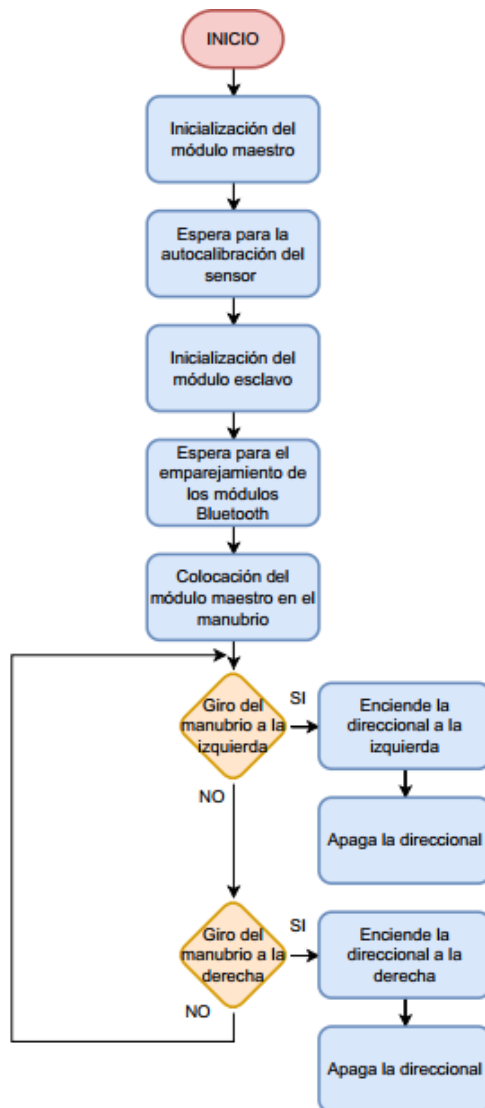 INICIO
Inicialización del
módulo maestro
Espera para la
autocalibración del
sensor
Inicialización del
módulo esclavo
Espera para el
emparejamiento de
los módulos
Bluetooth
Colocación del
módulo maestro en el
manubrio
Giro del
manubrio a la
izquierda
SI
Enciende la
direccional a la
izquierda
NO
Apaga la direccional
Giro del
manubrio a la
derecha
SI
Enciende la
direccional a la
derecha
NO
Apaga la direccional